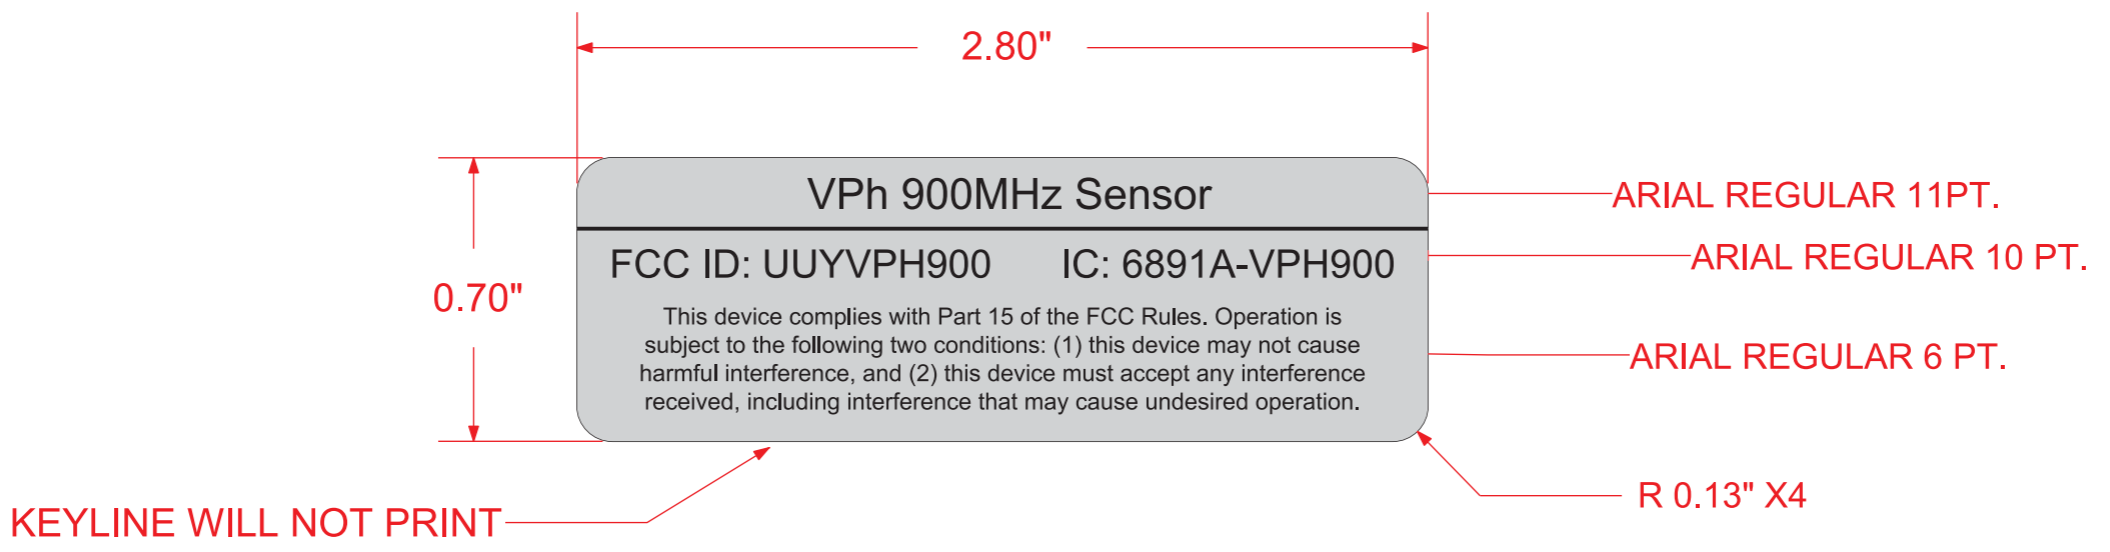 2.80"
VPh 900MHz Sensor
ARIAL REGULAR 11PT.
FCC ID: UUYVPH900 IC: 6891A-VPH900
ARIAL REGULAR 10 PT.
0.70"
This device complies with Part 15 of the FCC Rules. Operation is
subject to the following two conditions: (1) this device may not cause
harmful interference, and (2) this device must accept any interference
received, including interference that may cause undesired operation.
ARIAL REGULAR 6 PT.
R 0.13" X4
KEYLINE WILL NOT PRINT